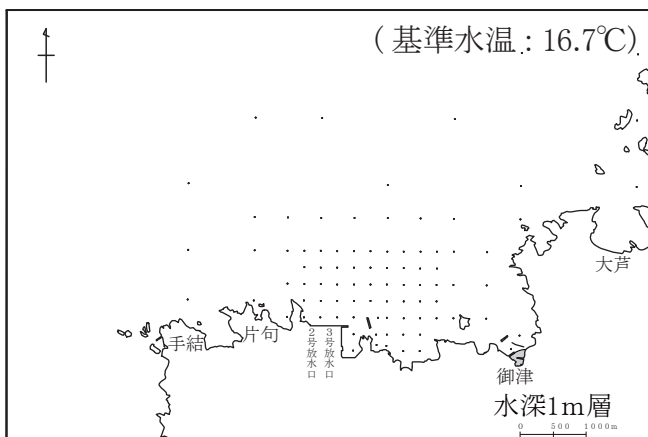 （基準水温：16.7℃）
大芦
手結
片句
2号放水口
3号放水口
御津
水深1m層
0 500 1000m